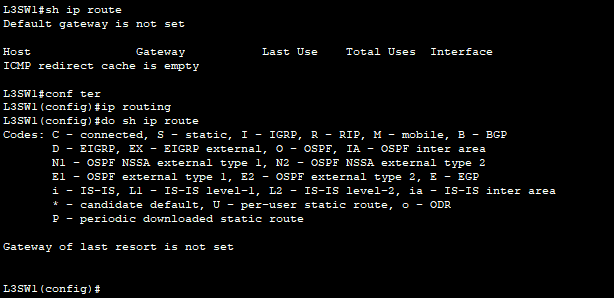 L3SW1#sh ip route
Default gateway is not set
Host Gateway Last Use Total Uses Interface
ICMP redirect cache is empty
L3SW1#conf ter
L3SW1(config)#ip routing
L3SW1(config)#do sh ip route
Codes: C - connected, S - static, I - IGRP, R - RIP, M - mobile, B - BGP
D - EIGRP, EX - EIGRP external, O - OSPF, IA - OSPF inter area
N1 - OSPF NSSA external type 1, N2 - OSPF NSSA external type 2
E1 - OSPF external type 1, E2 - OSPF external type 2, E - EGP
i - IS-IS, L1 - IS-IS level-1, L2 - IS-IS level-2, ia - IS-IS inter area
* - candidate default, U - per-user static route, o - ODR
P - periodic downloaded static route
Gateway of last resort is not set
L3SW1(config)#